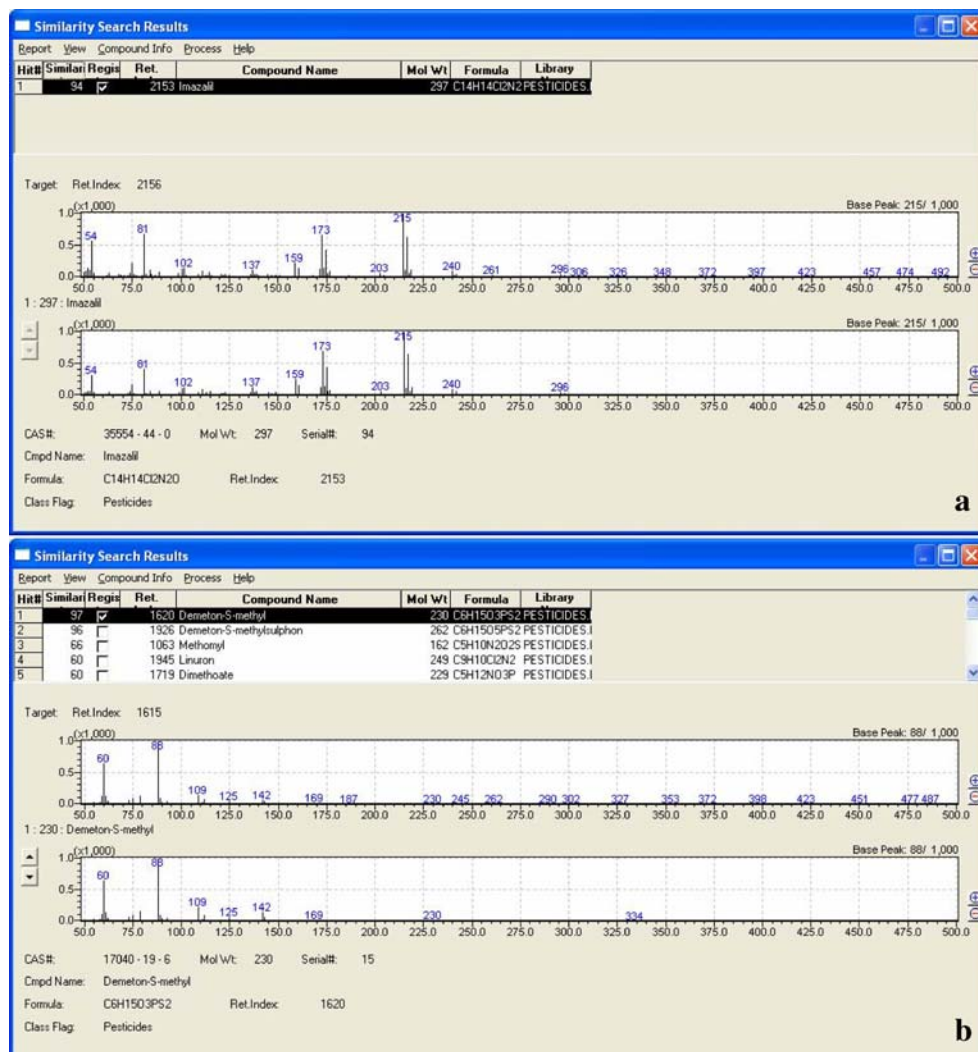 Similarity Search Results
Report View Compound Info Process Help
Hit# Similari Regis Ret. Compound Name Mol Wt Formula Library
1 94 2153 Imazalil 297 C14H14Cl2N2 PESTICIDES.l
Target: Ret.Index: 2156
(x1,000) Base Peak: 215/ 1,000
1.0
0.5
0.0
54 81 102 137 159 173 203 215 240 261 296 306 326 348 372 397 423 457 474 492
50.0 75.0 100.0 125.0 150.0 175.0 200.0 225.0 250.0 275.0 300.0 325.0 350.0 375.0 400.0 425.0 450.0 475.0 500.0
1 : 297 : Imazalil
(x1,000) Base Peak: 215/ 1,000
1.0
0.5
0.0
54 81 102 137 159 173 203 215 240 296
50.0 75.0 100.0 125.0 150.0 175.0 200.0 225.0 250.0 275.0 300.0 325.0 350.0 375.0 400.0 425.0 450.0 475.0 500.0
CAS#: 35554 - 44 - 0 Mol Wt: 297 Serial#: 94
Cmpd Name: Imazalil
Formula: C14H14Cl2N2O Ret.Index: 2153
Class Flag: Pesticides
a
Similarity Search Results
Report View Compound Info Process Help
Hit# Similari Regis Ret. Compound Name Mol Wt Formula Library
1 97 1620 Demeton-S-methyl 230 C6H15O3PS2 PESTICIDES.l
2 96 1926 Demeton-S-methylsulphon 262 C6H15O5PS2 PESTICIDES.l
3 66 1063 Methomyl 162 C5H10N2O2S PESTICIDES.l
4 60 1945 Linuron 249 C9H10Cl2N2 PESTICIDES.l
5 60 1719 Dimethoate 229 C5H12NO3P PESTICIDES.l
Target: Ret.Index: 1615
(x1,000) Base Peak: 88/ 1,000
1.0
0.5
0.0
60 88 109 125 142 169 187 230 245 262 290 302 327 353 372 398 423 451 477 487
50.0 75.0 100.0 125.0 150.0 175.0 200.0 225.0 250.0 275.0 300.0 325.0 350.0 375.0 400.0 425.0 450.0 475.0 500.0
1 : 230 : Demeton-S-methyl
(x1,000) Base Peak: 88/ 1,000
1.0
0.5
0.0
60 88 109 125 142 169 230 334
50.0 75.0 100.0 125.0 150.0 175.0 200.0 225.0 250.0 275.0 300.0 325.0 350.0 375.0 400.0 425.0 450.0 475.0 500.0
CAS#: 17040 - 19 - 6 Mol Wt: 230 Serial#: 15
Cmpd Name: Demeton-S-methyl
Formula: C6H15O3PS2 Ret.Index: 1620
Class Flag: Pesticides
b